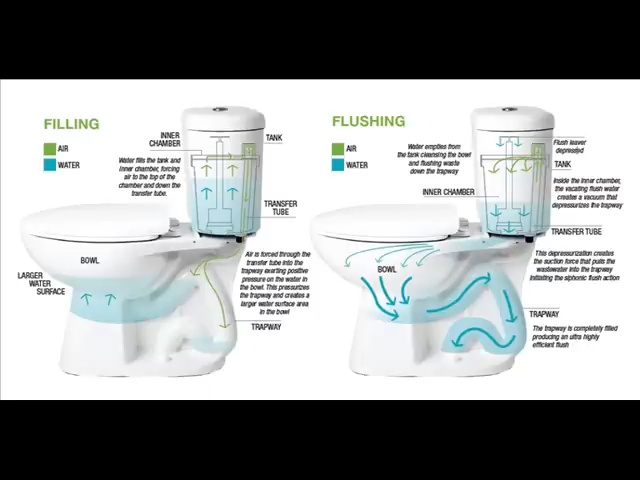 FILLING
AIR
WATER
INNER
CHAMBER
TANK
Water fills the tank and
inner chamber, forcing
air to the top of the
chamber and down the
transfer tube.
TRANSFER
TUBE
BOWL
LARGER
WATER
SURFACE
Air is forced through the
transfer tube into the
trapway exerting positive
pressure on the water in
the bowl. This pressurizes
the trapway and creates a
larger water surface area
in the bowl
TRAPWAY
FLUSHING
AIR
WATER
Water empties from
the tank cleansing the bowl
and flushing waste
down the trapway
Flush leaver
depressed
TANK
INNER CHAMBER
Inside the inner chamber,
the vacating flush water
creates a vacuum that
depressurizes the trapway
TRANSFER TUBE
BOWL
This depressurization creates
the suction force that pulls the
wastewater into the trapway
initiating the siphonic flush action
TRAPWAY
The trapway is completely filled
producing an ultra highly
efficient flush